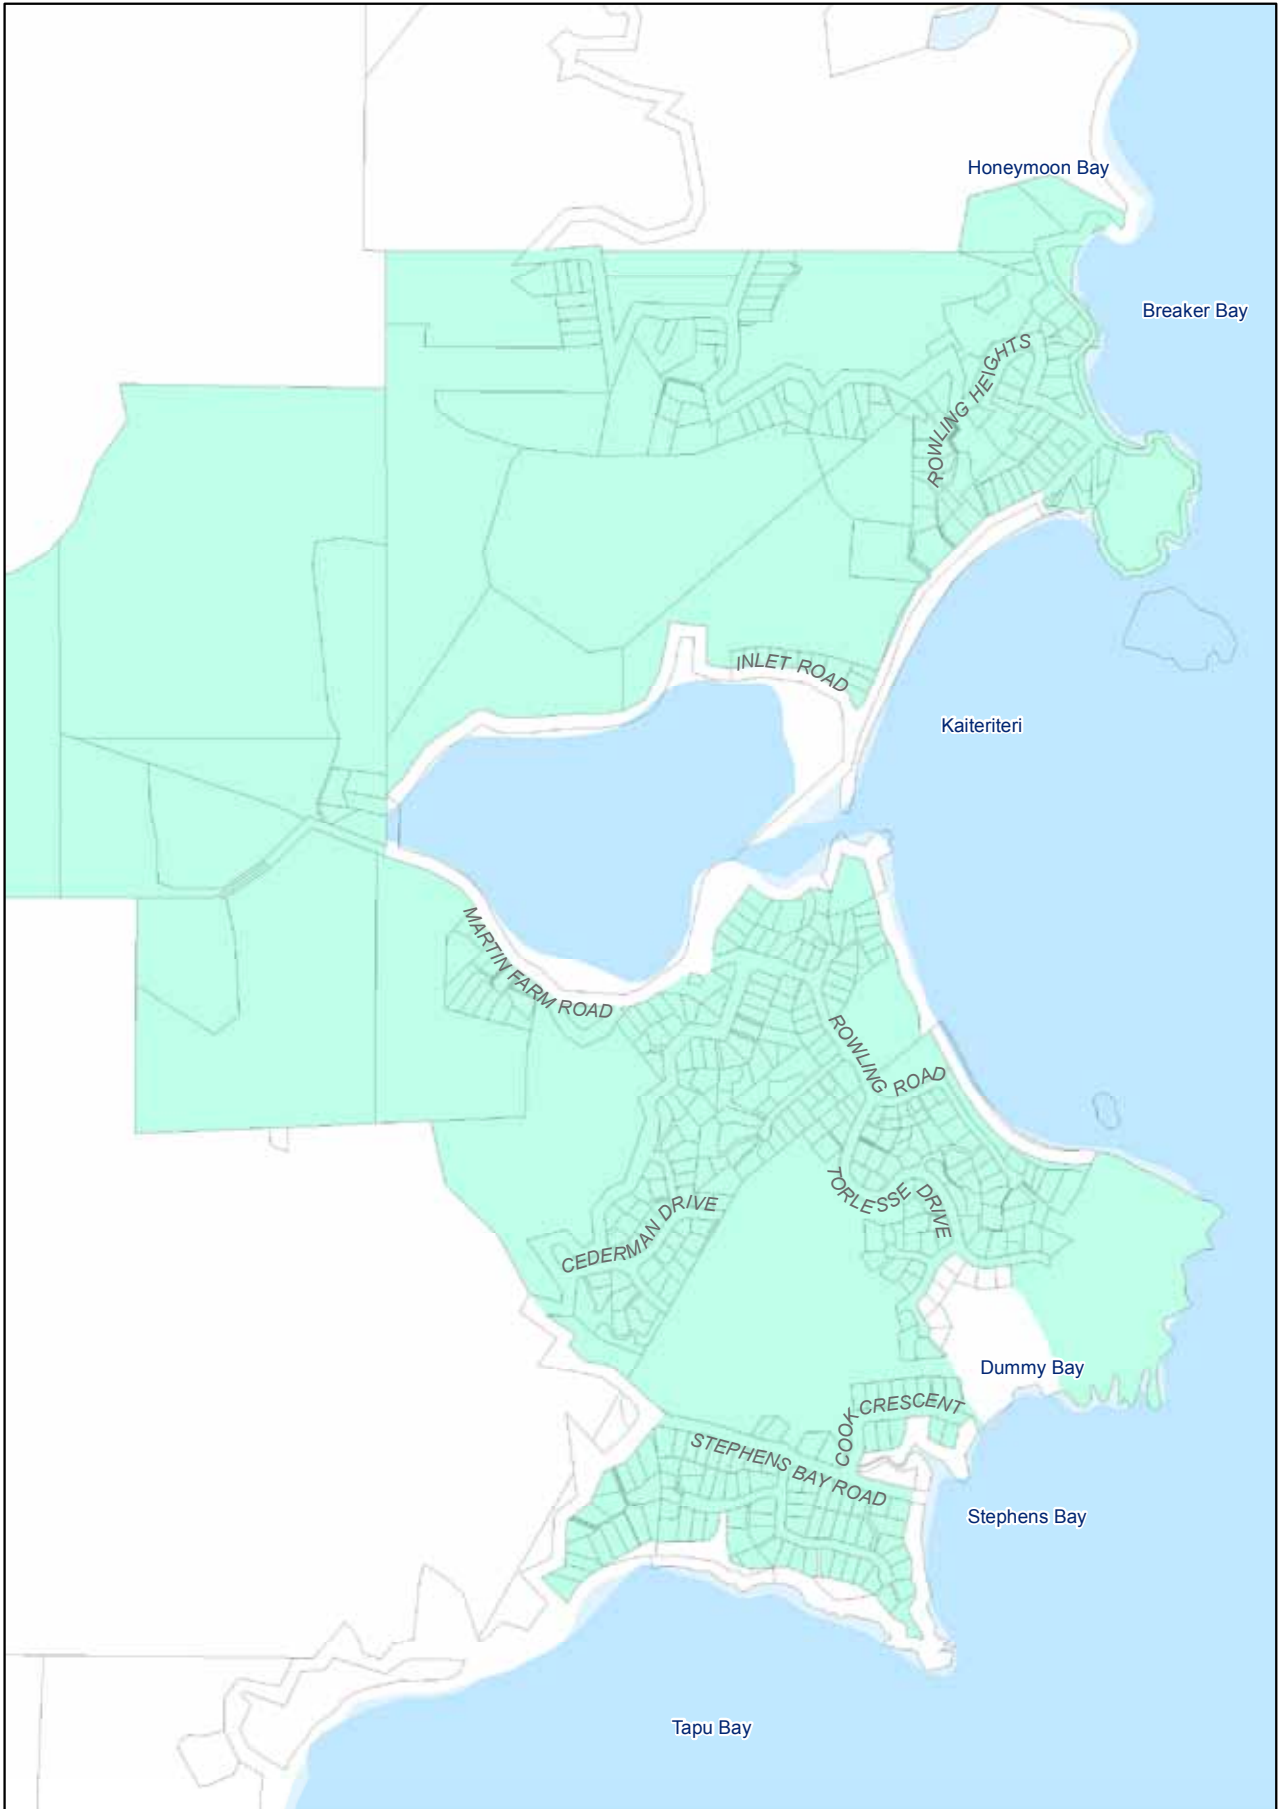 Honeymoon Bay
Breaker Bay
ROWLING HEIGHTS
INLET ROAD
Kaiteriteri
MARTIN FARM ROAD
ROWLING ROAD
TORLESSE DRIVE
CEDERMAN DRIVE
Dummy Bay
COOK CRESCENT
STEPHENS BAY ROAD
Stephens Bay
Tapu Bay